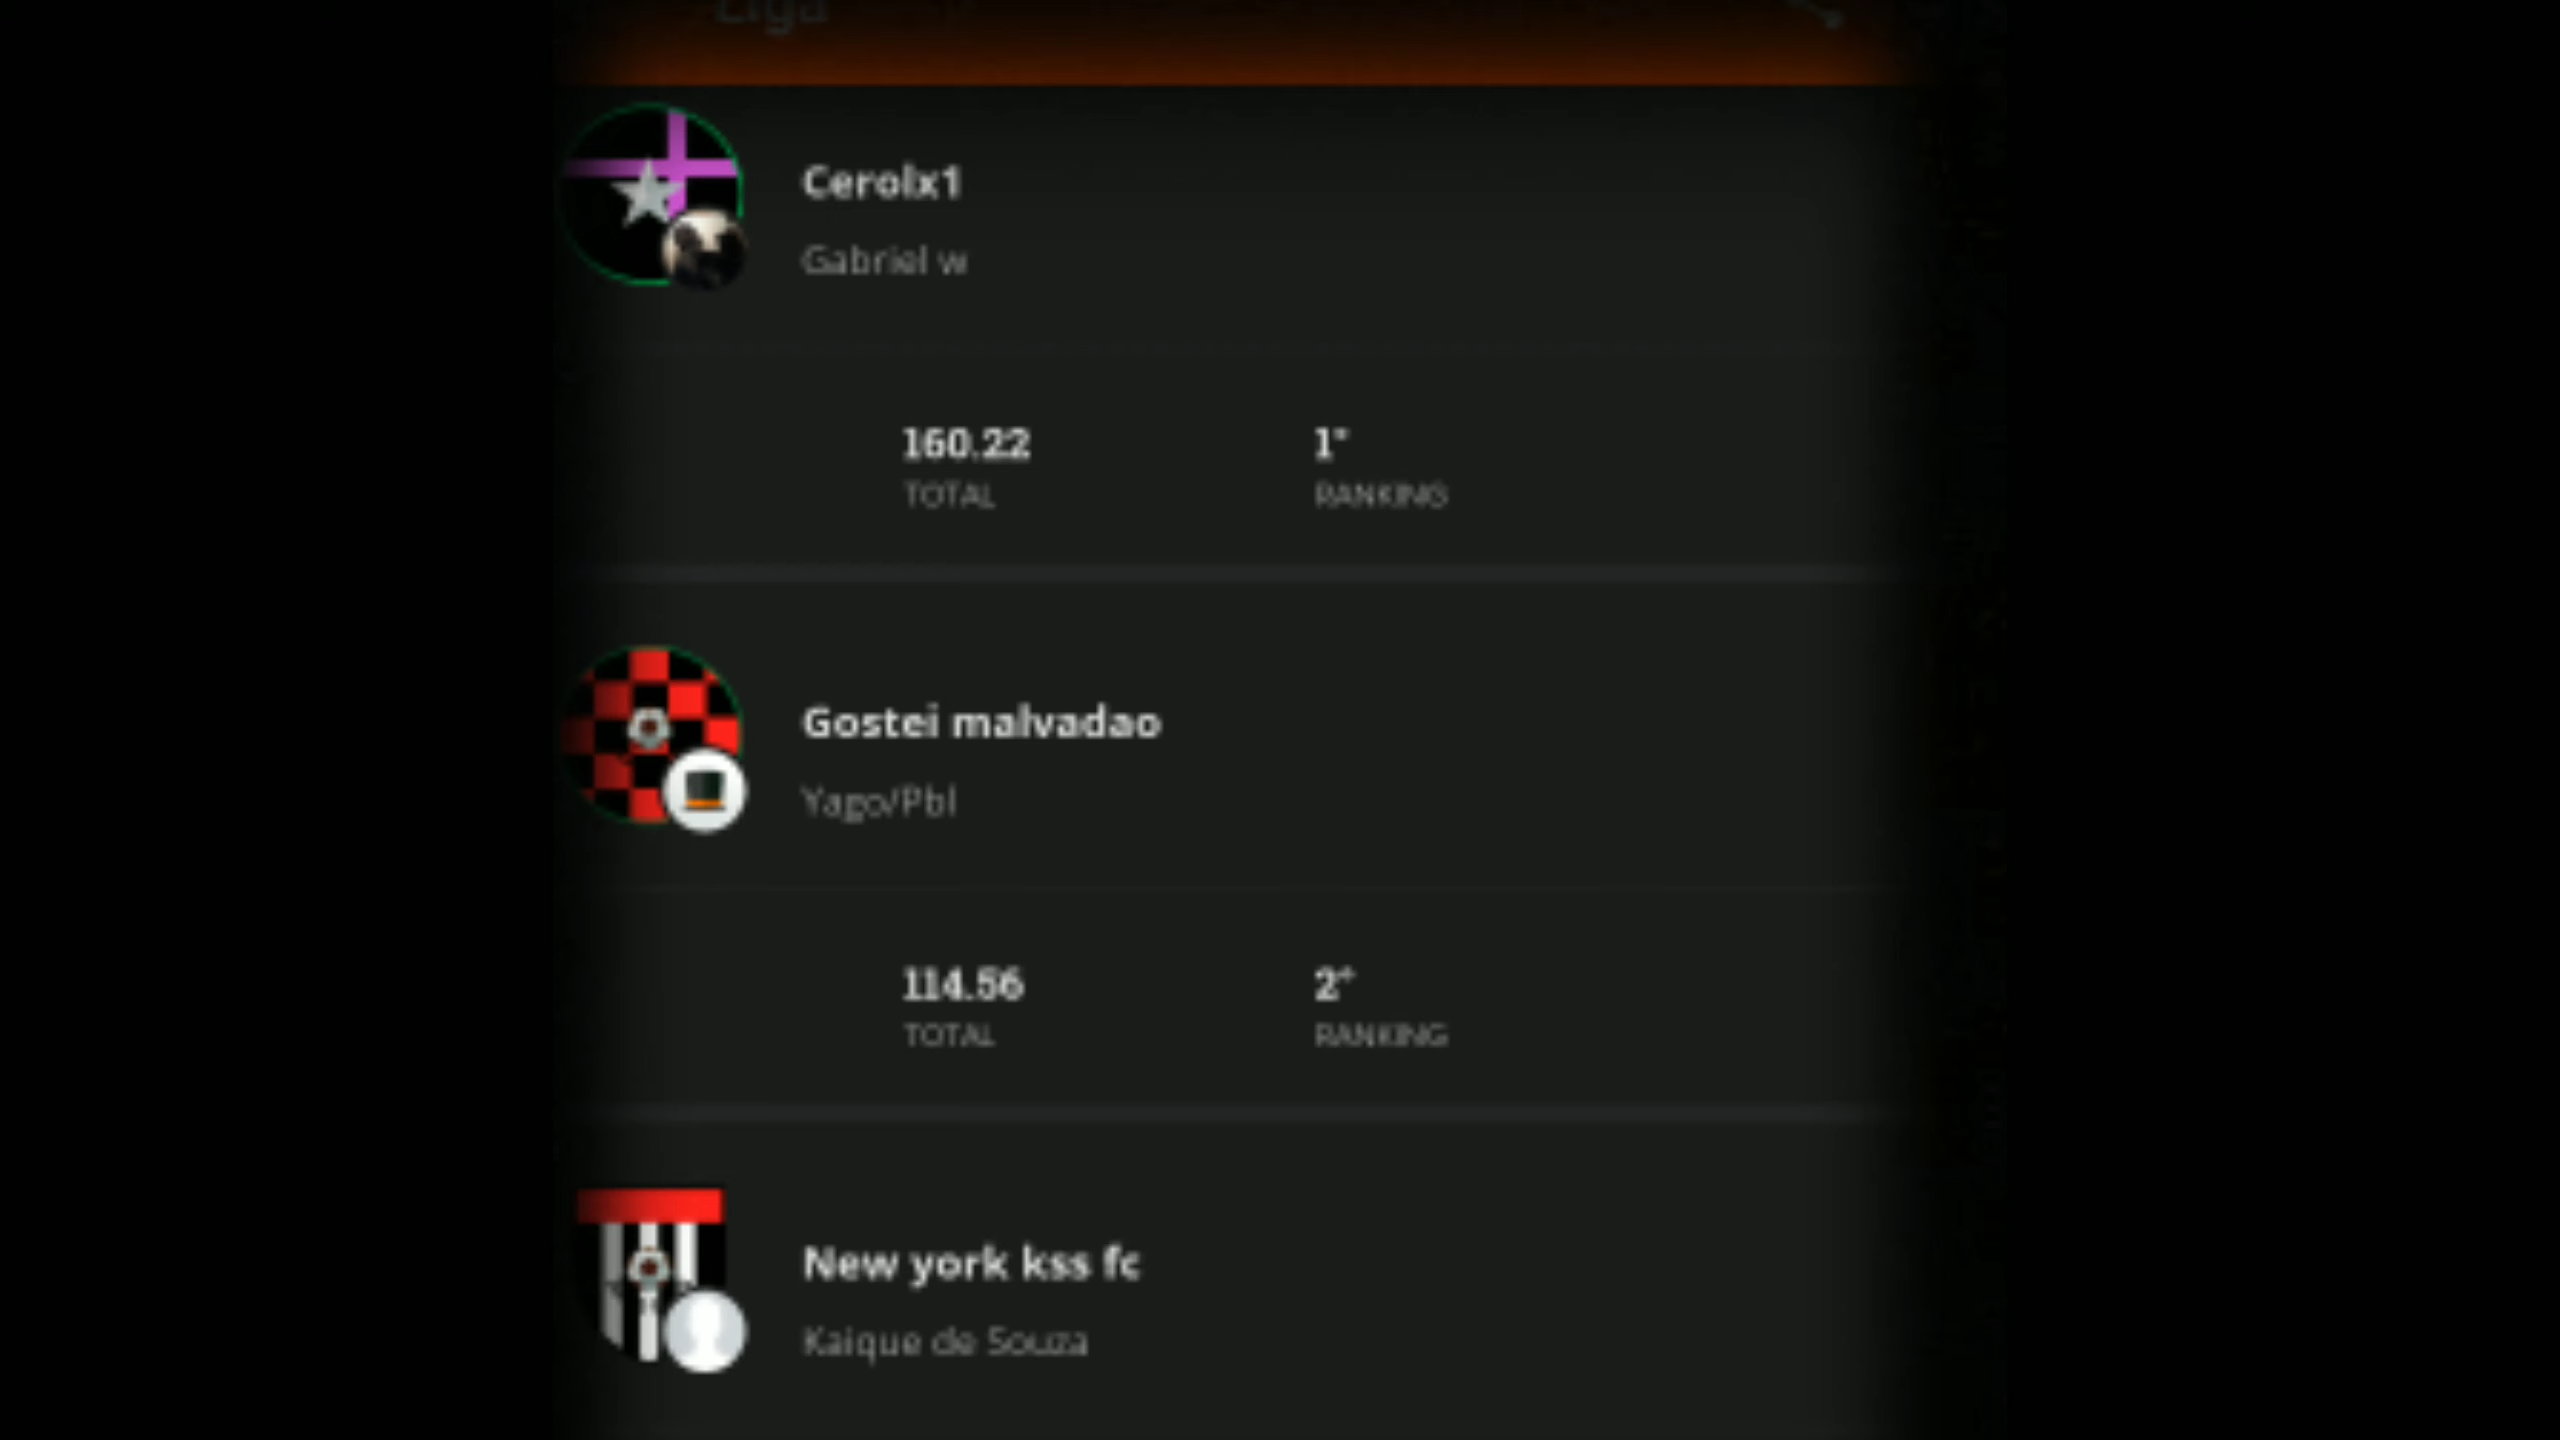 Liga
Cerolx1
Gabriel w
160.22 1°
TOTAL RANKING
Gostei malvadao
Yago/Pbl
114.56 2°
TOTAL RANKING
New york kss fc
Kaique de Souza